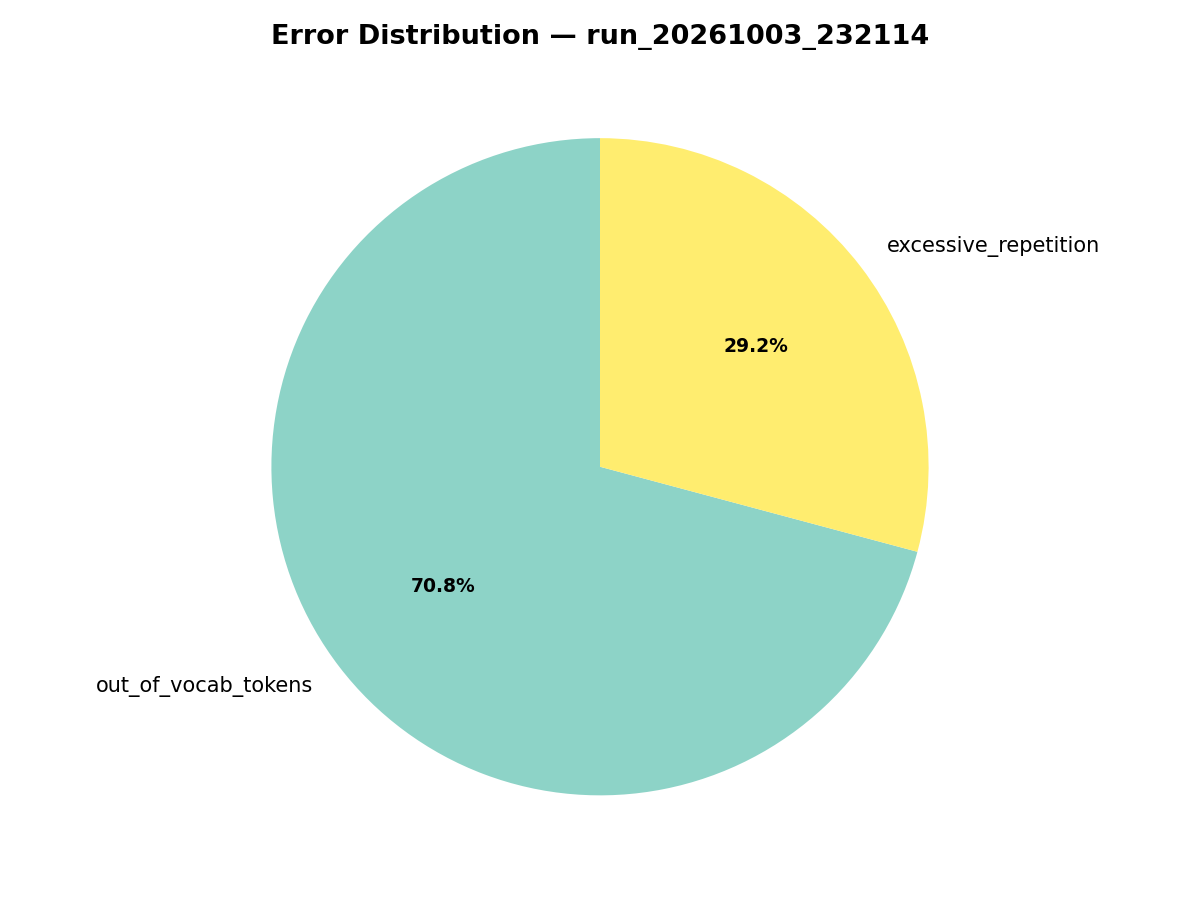 Error Distribution — run_20261003_232114
excessive_repetition
29.2%
70.8%
out_of_vocab_tokens